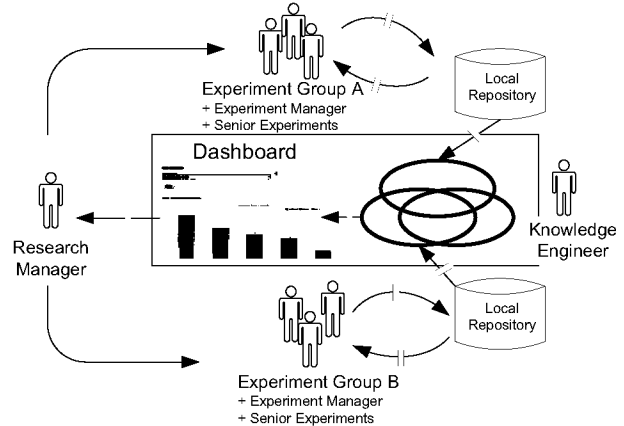 Experiment Group A
+ Experiment Manager
+ Senior Experiments
Local
Repository
Dashboard
Research
Manager
Knowledge
Engineer
Local
Repository
Experiment Group B
+ Experiment Manager
+ Senior Experiments